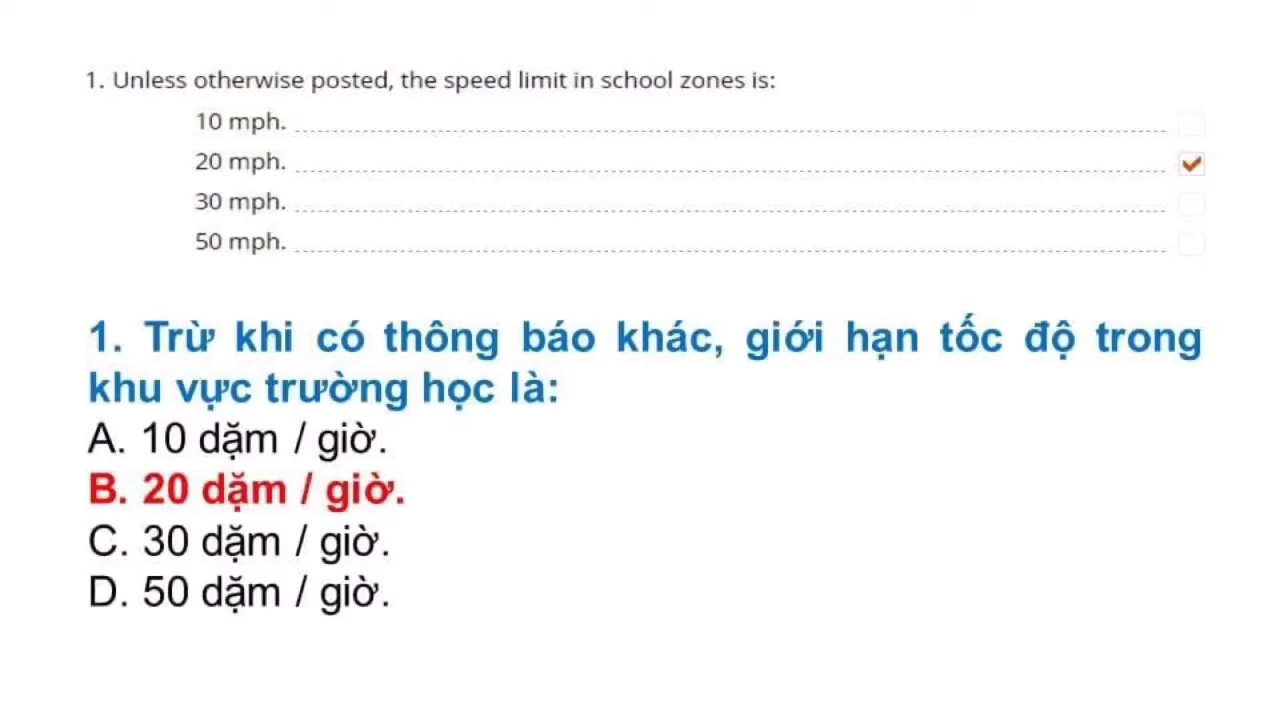 1. Unless otherwise posted, the speed limit in school zones is:
10 mph.
20 mph.
30 mph.
50 mph.
1. Trừ khi có thông báo khác, giới hạn tốc độ trong
khu vực trường học là:
A. 10 dặm / giờ.
B. 20 dặm / giờ.
C. 30 dặm / giờ.
D. 50 dặm / giờ.